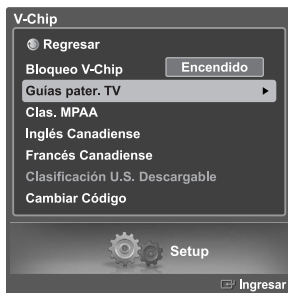 V-Chip
Regresar
Bloqueo V-Chip Encendido
Guías pater. TV
Clas. MPAA
Inglés Canadiense
Francés Canadiense
Clasificación U.S. Descargable
Cambiar Código
Setup
Ingresar